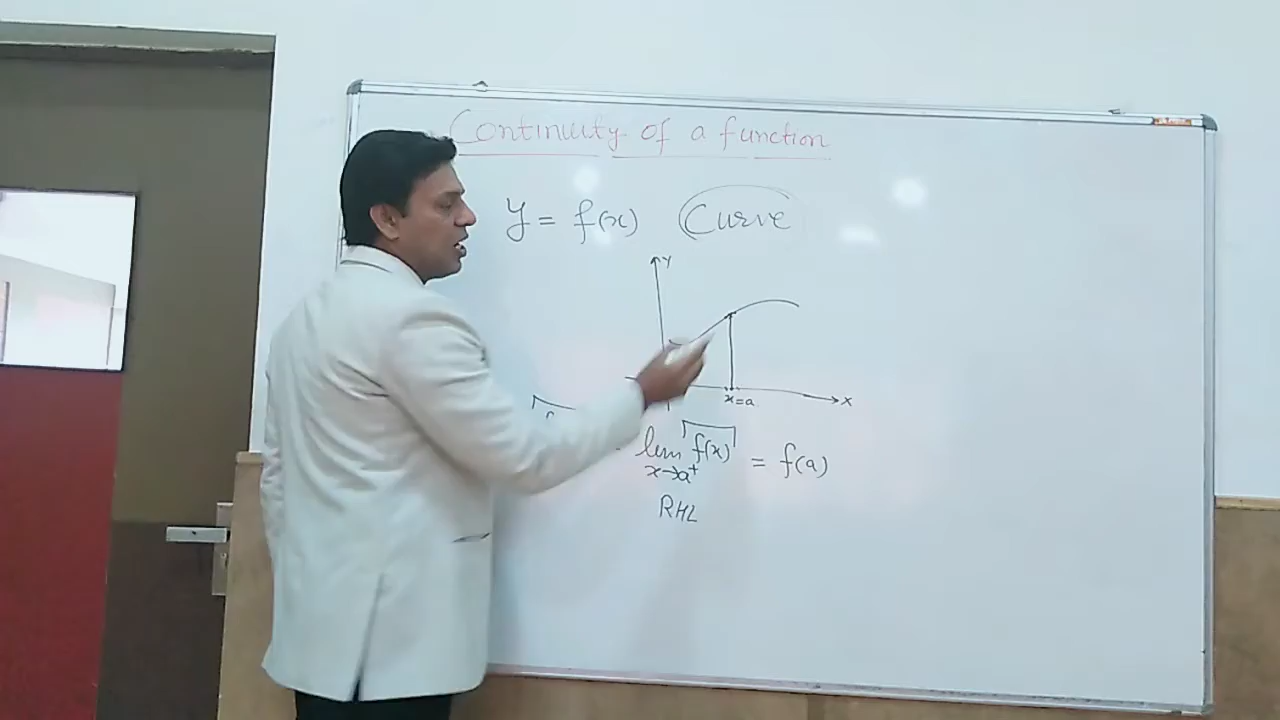 Continuity of a function
y = f(x) Curve
Y
x=a X
lim f(x) = f(a)
x→a⁺
RHL